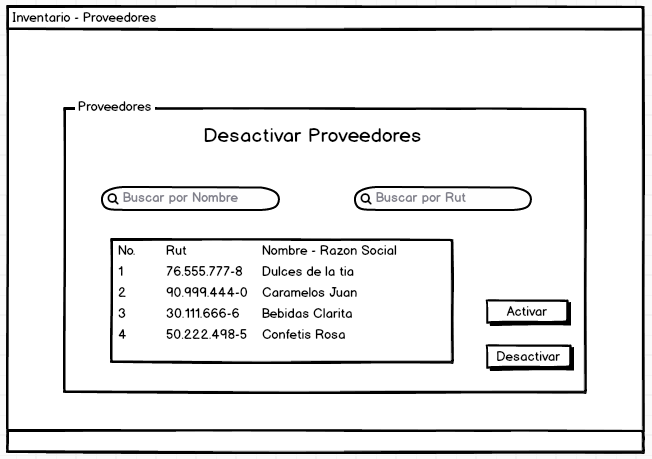 Inventario - Proveedores
Proveedores
Desactivar Proveedores
Buscar por Nombre
Buscar por Rut
No. Rut Nombre - Razon Social
1 76.555.777-8 Dulces de la tia
2 90.999.444-0 Caramelos Juan
3 30.111.666-6 Bebidas Clarita
4 50.222.498-5 Confetis Rosa
Activar
Desactivar